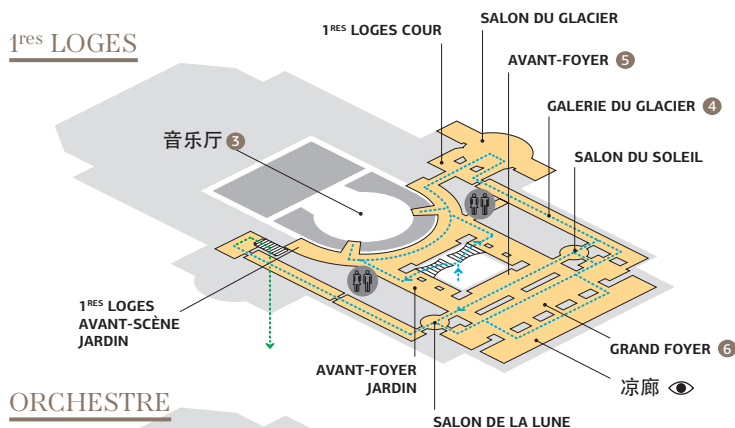 1res LOGES
1RES LOGES COUR
SALON DU GLACIER
AVANT-FOYER 5
GALERIE DU GLACIER 4
音乐厅 3
SALON DU SOLEIL
1RES LOGES
AVANT-SCÈNE
JARDIN
AVANT-FOYER
JARDIN
GRAND FOYER 6
凉廊
SALON DE LA LUNE
ORCHESTRE